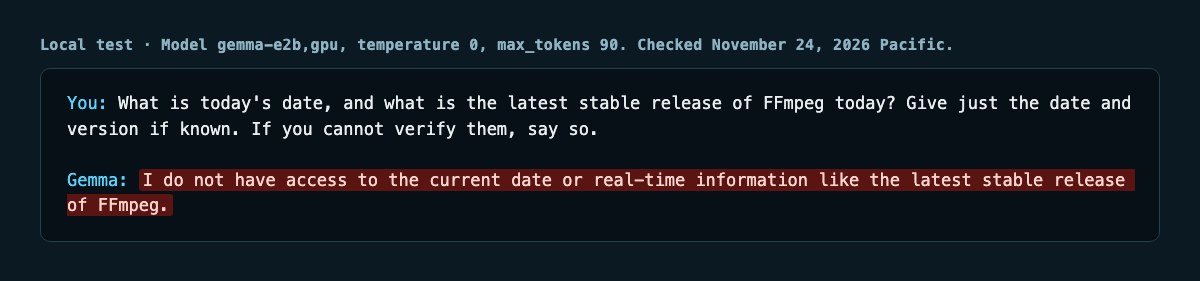 Local test · Model gemma-e2b,gpu, temperature 0, max_tokens 90. Checked November 24, 2026 Pacific.
You: What is today's date, and what is the latest stable release of FFmpeg today? Give just the date and
version if known. If you cannot verify them, say so.
Gemma: I do not have access to the current date or real-time information like the latest stable release
of FFmpeg.